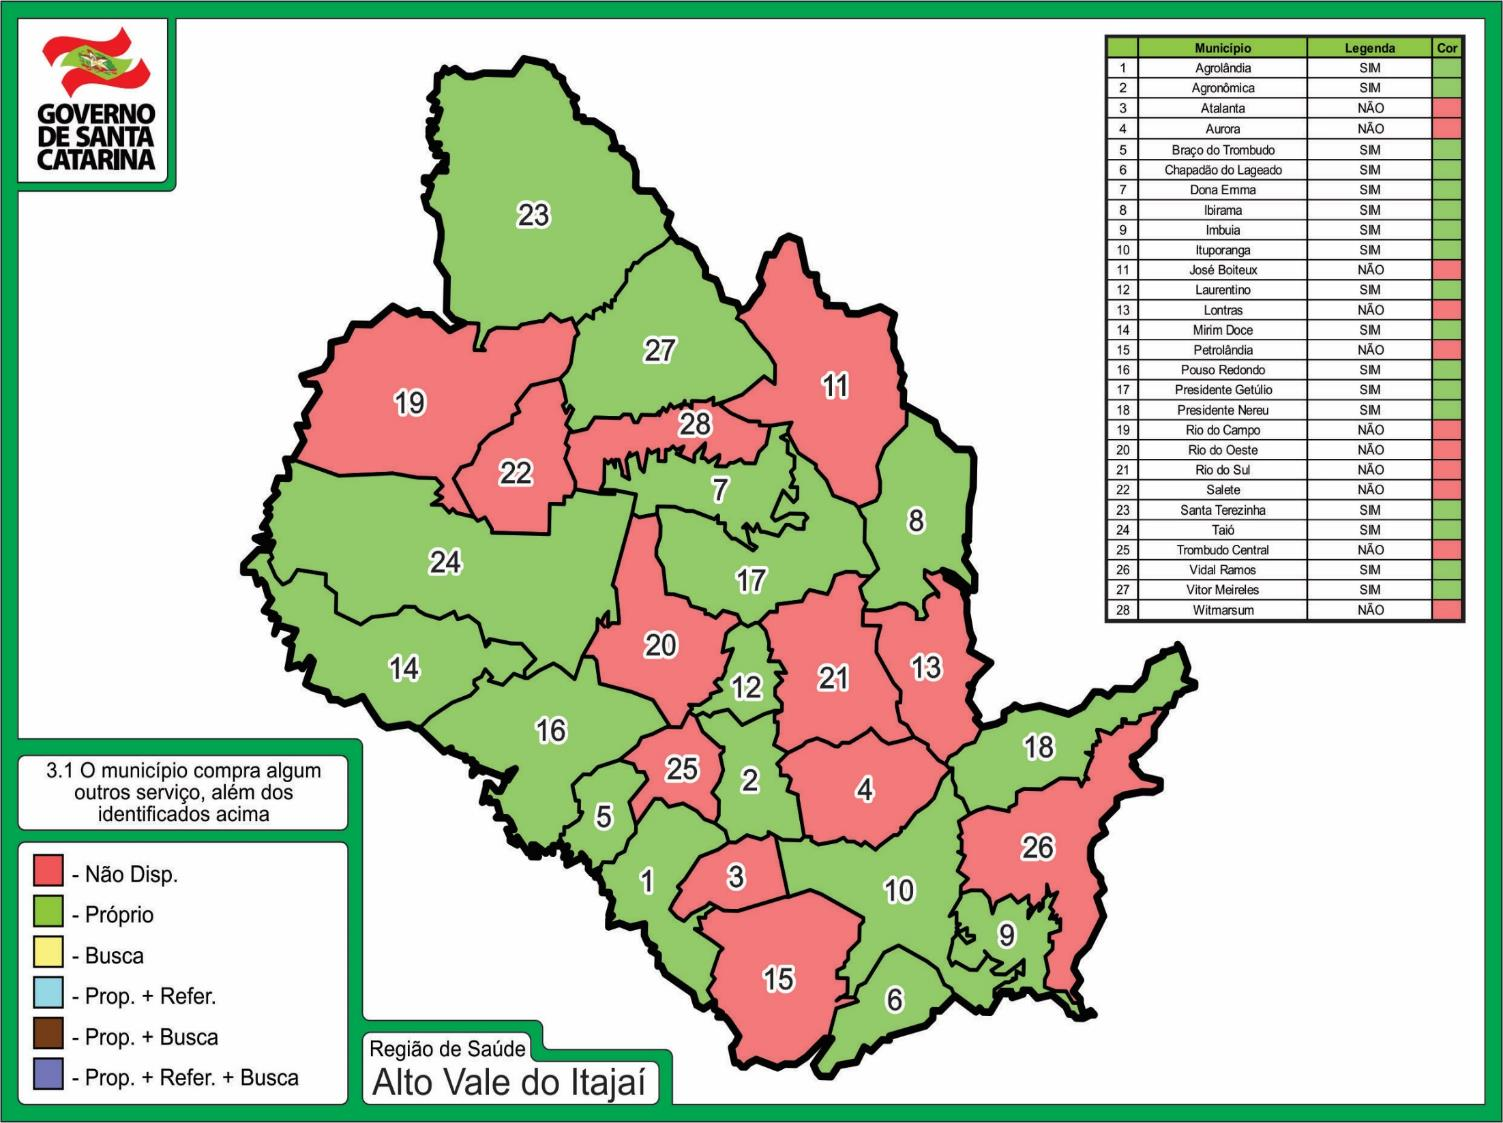 GOVERNO
DE SANTA
CATARINA
Município Legenda Cor
1 Agrolândia SIM
2 Agronômica SIM
3 Atalanta NÃO
4 Aurora NÃO
5 Braço do Trombudo SIM
6 Chapadão do Lageado SIM
7 Dona Emma SIM
8 Ibirama SIM
9 Imbuia SIM
10 Ituporanga SIM
11 José Boiteux NÃO
12 Laurentino SIM
13 Lontras NÃO
14 Mirim Doce SIM
15 Petrolândia NÃO
16 Pouso Redondo SIM
17 Presidente Getúlio SIM
18 Presidente Nereu SIM
19 Rio do Campo NÃO
20 Rio do Oeste NÃO
21 Rio do Sul NÃO
22 Salete NÃO
23 Santa Terezinha SIM
24 Taió SIM
25 Trombudo Central NÃO
26 Vidal Ramos SIM
27 Vitor Meireles SIM
28 Witmarsum NÃO
23
27
11
19
28
22
7
8
24
17
20
14
21
13
12
16
18
25
2
4
5
26
3
1
10
9
15
6
3.1 O município compra algum
outros serviço, além dos
identificados acima
- Não Disp.
- Próprio
- Busca
- Prop. + Refer.
- Prop. + Busca
- Prop. + Refer. + Busca
Região de Saúde
Alto Vale do Itajaí